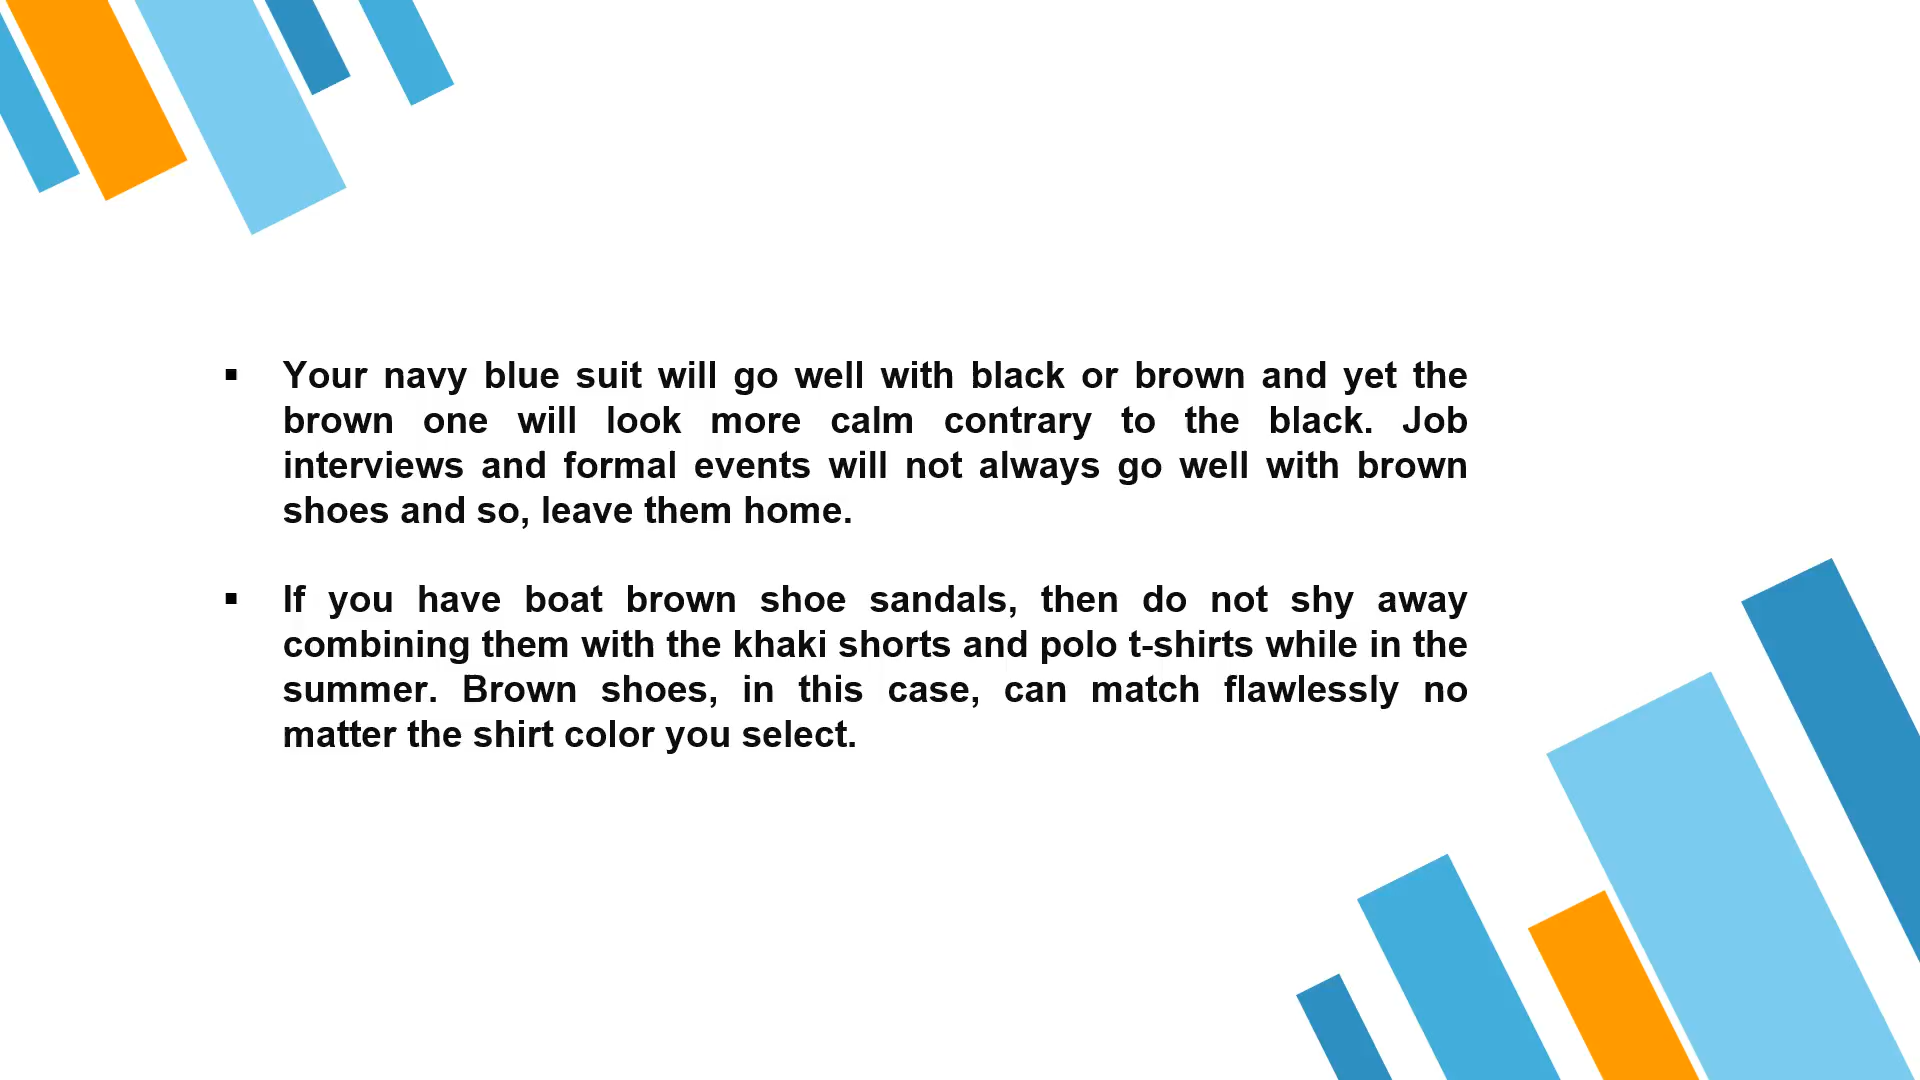 ▪ Your navy blue suit will go well with black or brown and yet the
brown one will look more calm contrary to the black. Job
interviews and formal events will not always go well with brown
shoes and so, leave them home.
▪ If you have boat brown shoe sandals, then do not shy away
combining them with the khaki shorts and polo t-shirts while in the
summer. Brown shoes, in this case, can match flawlessly no
matter the shirt color you select.